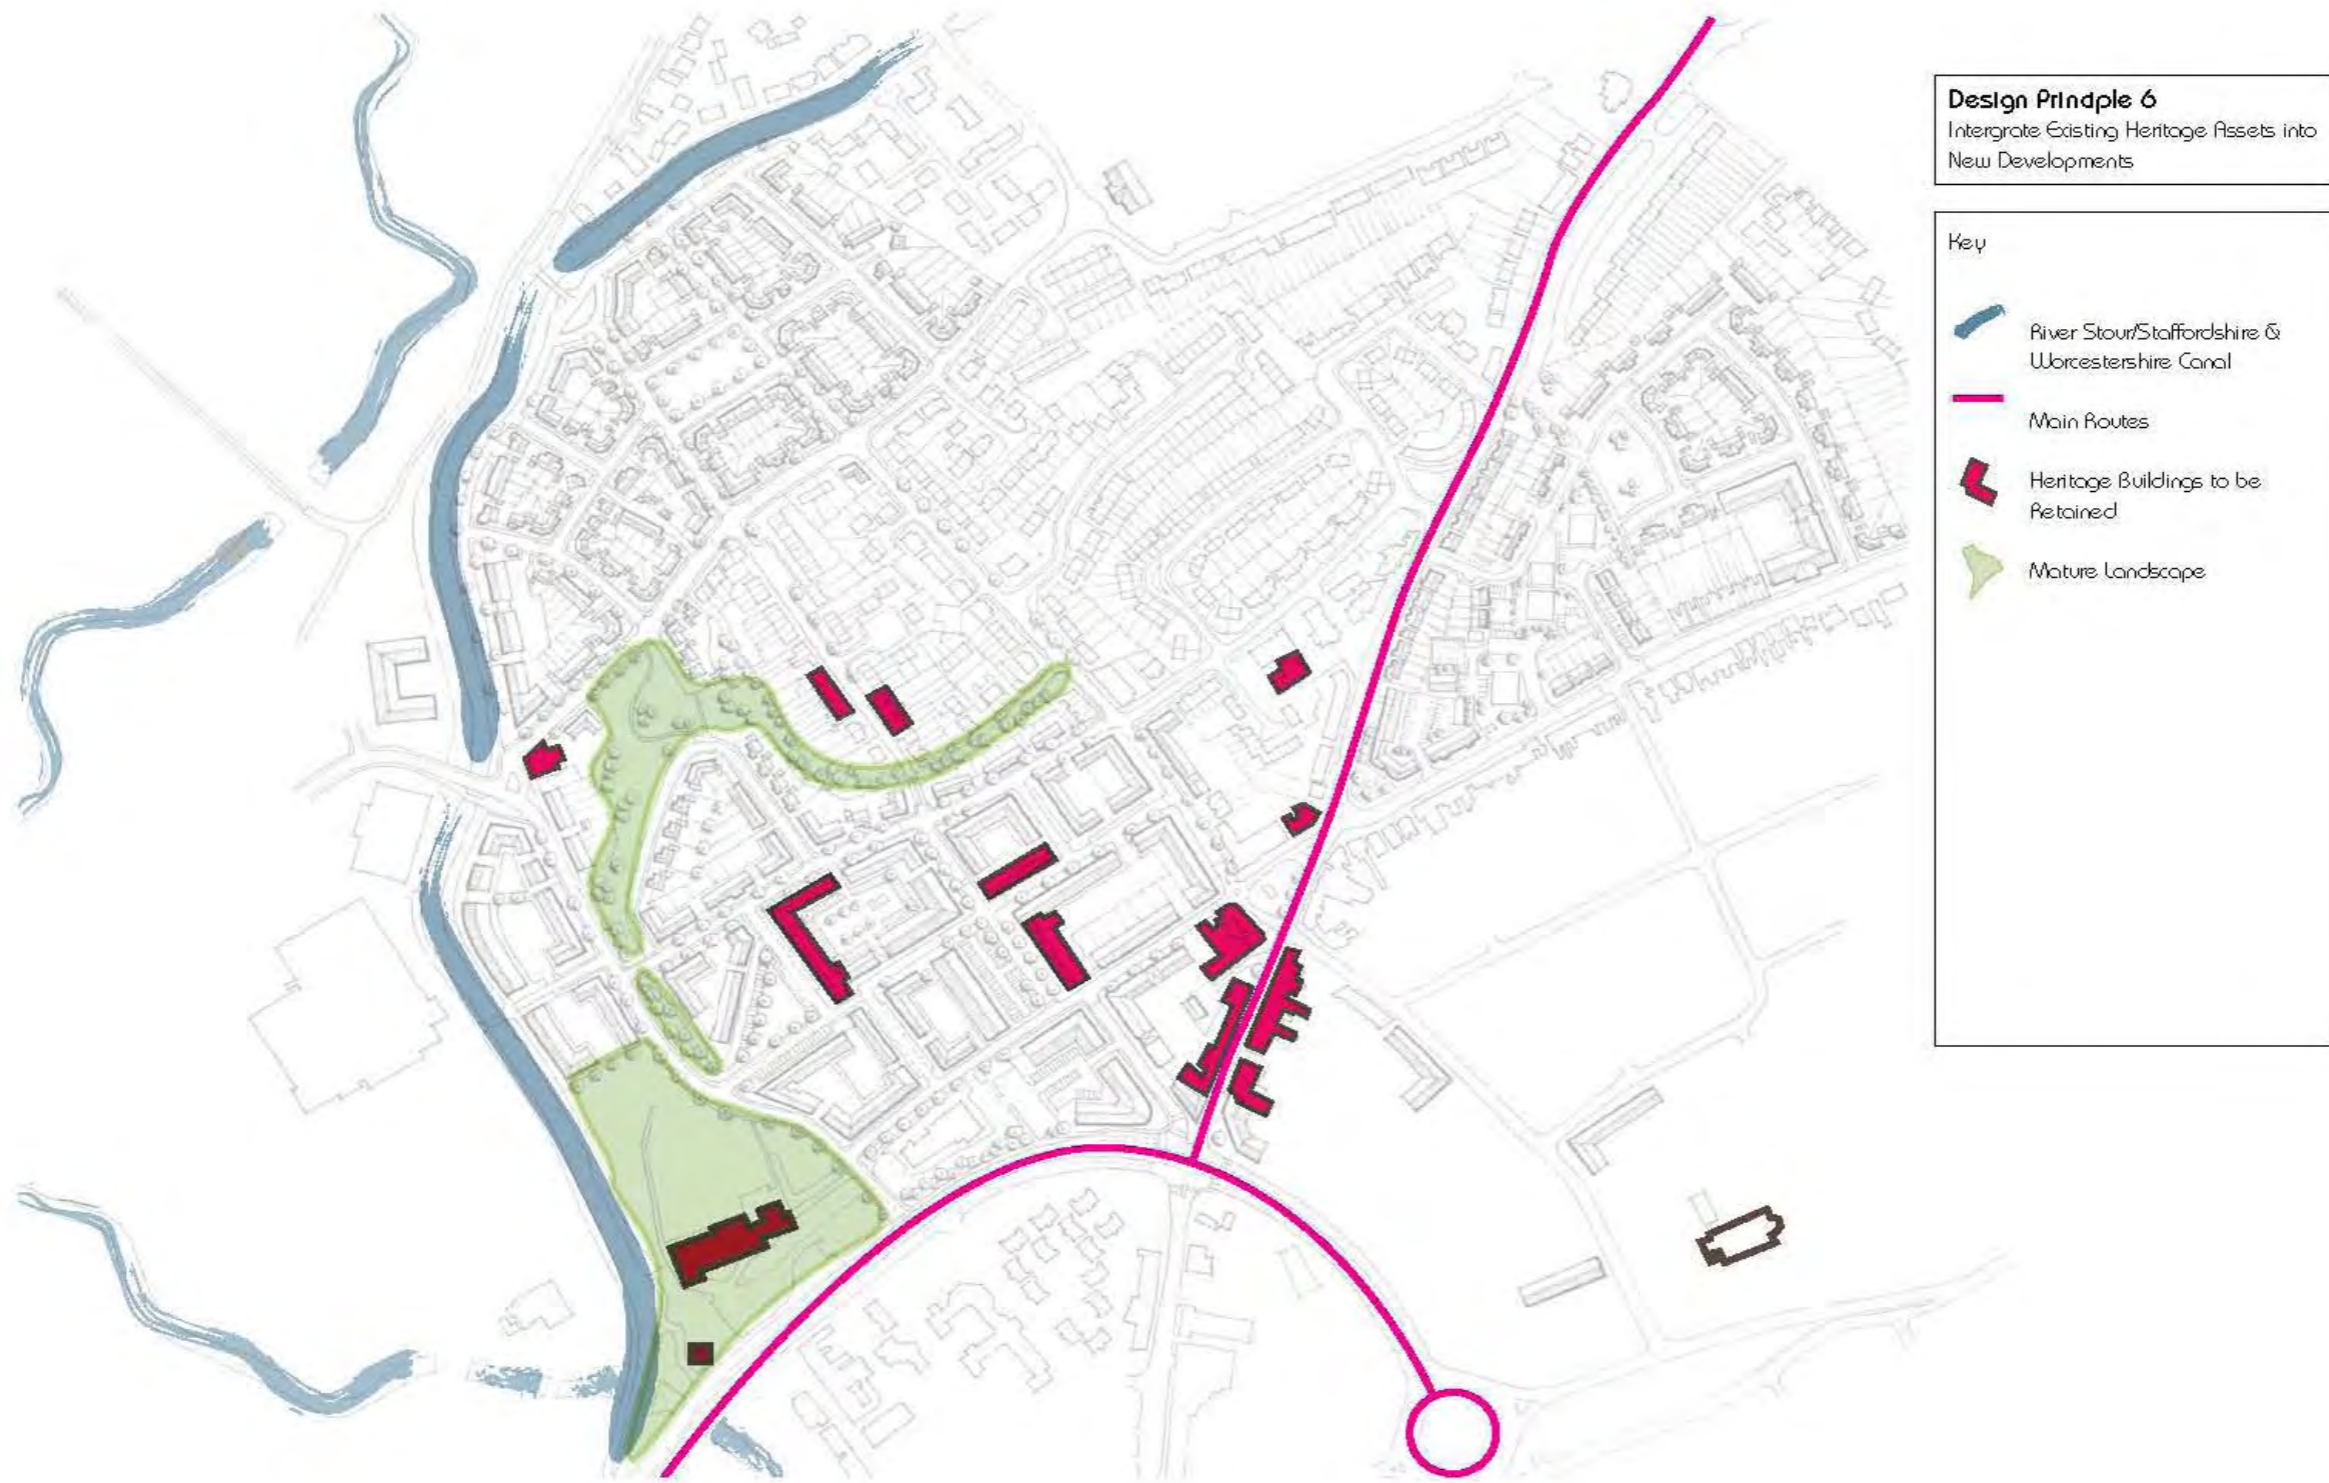 Design Principle 6
Intergrate Existing Heritage Assets into
New Developments
Key
River Stour/Staffordshire &
Worcestershire Canal
Main Routes
Heritage Buildings to be
Retained
Mature Landscape